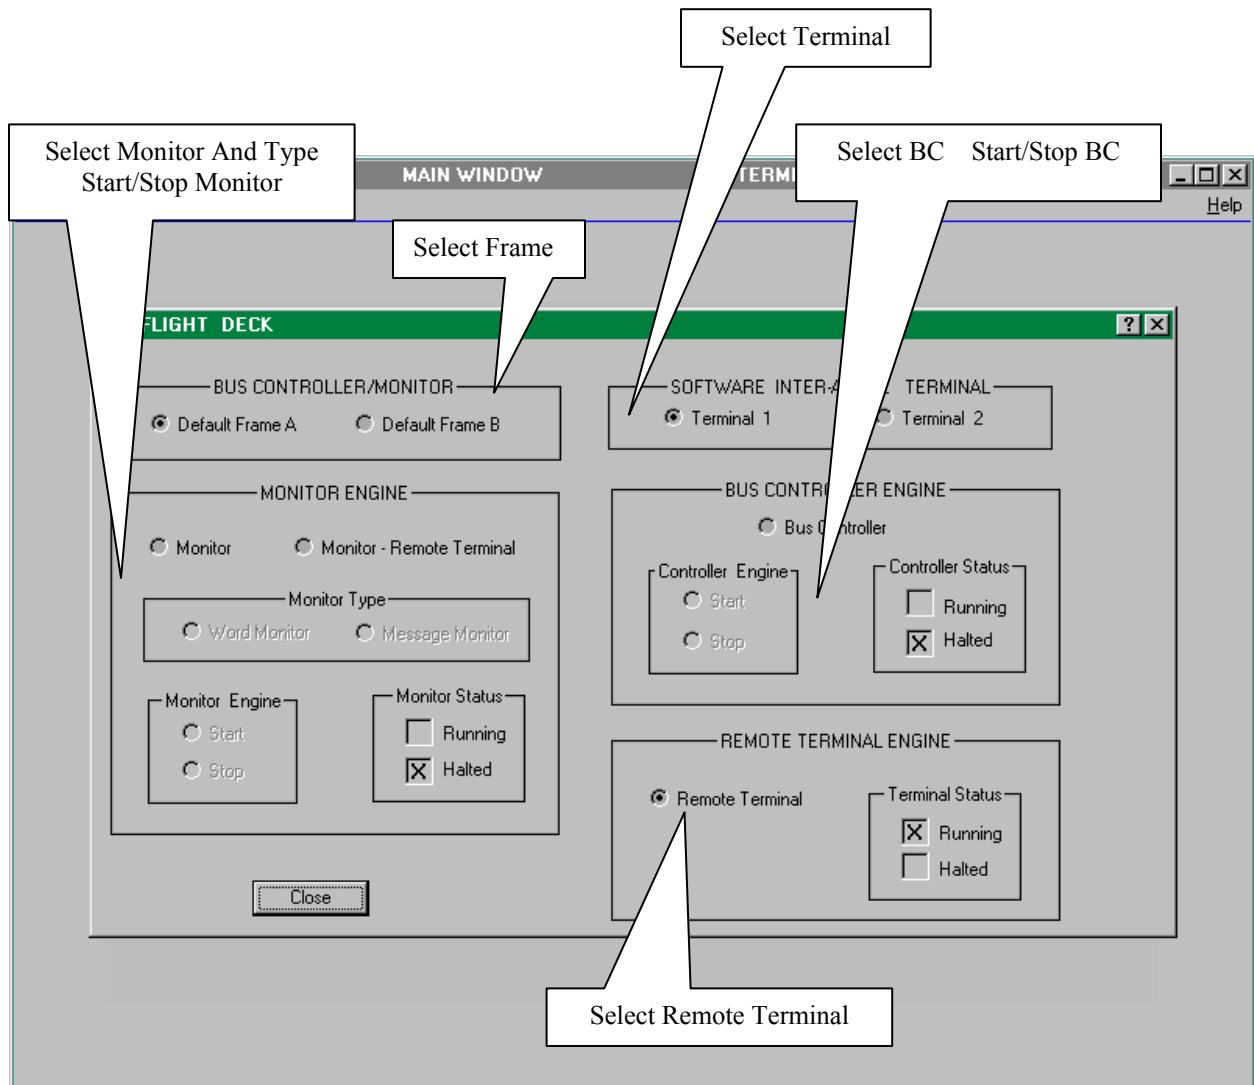 Select Terminal
Select Monitor And Type
Start/Stop Monitor
Select BC Start/Stop BC
MAIN WINDOW
Help
Select Frame
FLIGHT DECK
BUS CONTROLLER/MONITOR
Default Frame A Default Frame B
SOFTWARE TERMINAL
Terminal 1 Terminal 2
MONITOR ENGINE
Monitor Monitor - Remote Terminal
Monitor Type
Word Monitor Message Monitor
Monitor Engine
Start
Stop
Monitor Status
Running
Halted
Close
BUS CONTROLLER ENGINE
Bus Controller
Controller Engine
Start
Stop
Controller Status
Running
Halted
REMOTE TERMINAL ENGINE
Remote Terminal
Terminal Status
Running
Halted
Select Remote Terminal